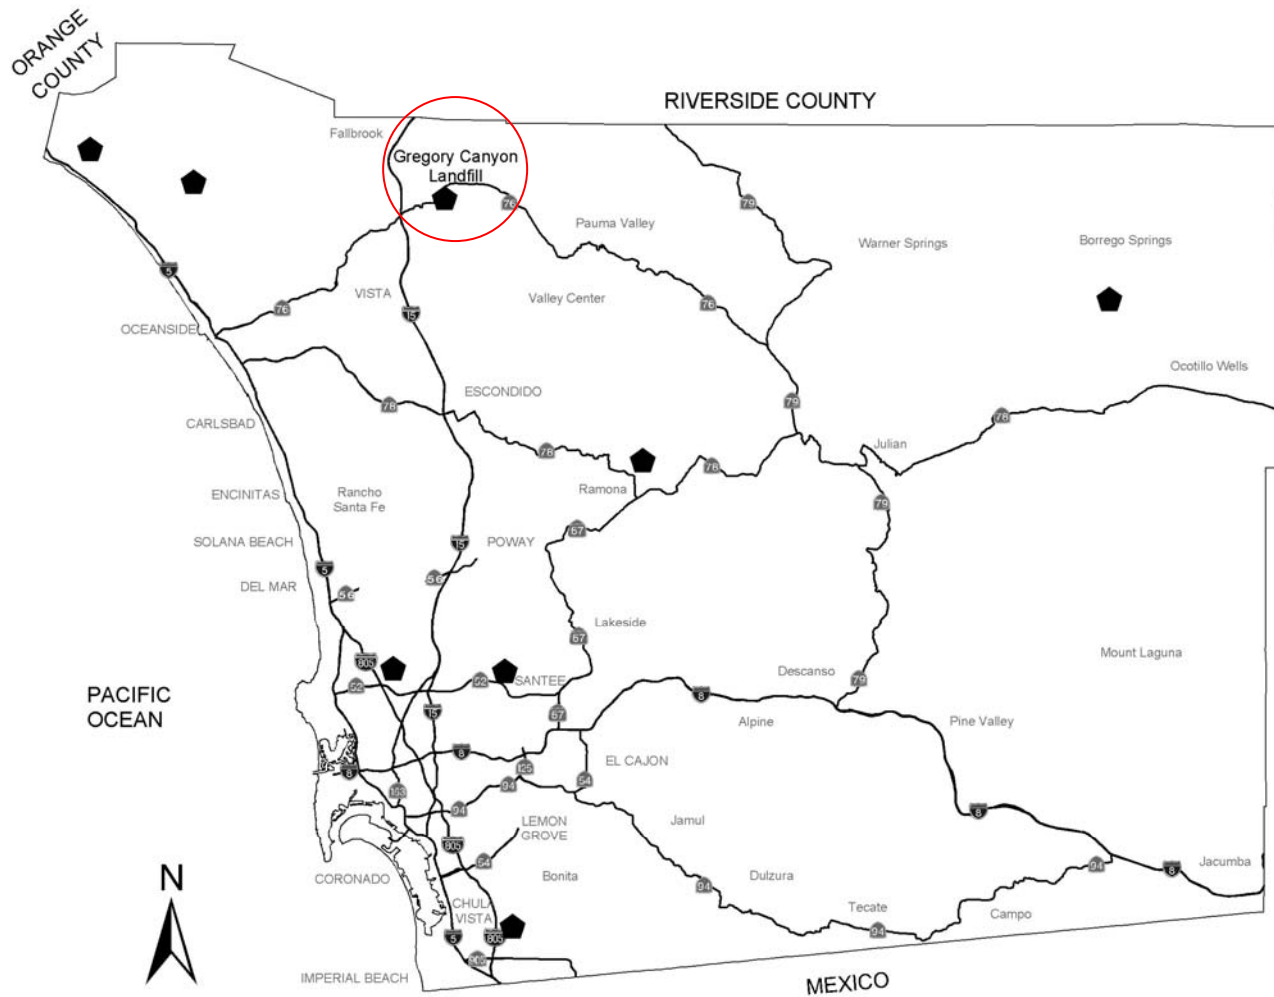 ORANGE
COUNTY
RIVERSIDE COUNTY
Fallbrook
Gregory Canyon
Landfill
76
79
Pauma Valley
Warner Springs
Borrego Springs
5
VISTA
Valley Center
76
15
76
OCEANSIDE
Ocotillo Wells
ESCONDIDO
79
78
78
CARLSBAD
Julian
78
78
Ramona
ENCINITAS
Rancho
Santa Fe
79
67
SOLANA BEACH
15
POWAY
5
56
DEL MAR
56
Lakeside
67
Mount Laguna
805
Descanso
52
52
SANTEE
79
PACIFIC
OCEAN
8
15
67
Alpine
Pine Valley
8
EL CAJON
125
8
54
163
94
94
8
LEMON
GROVE
Jamul
805
54
94
8
Jacumba
N
CORONADO
Bonita
Dulzura
94
CHULA
VISTA
Tecate
Campo
5
805
94
905
IMPERIAL BEACH
MEXICO